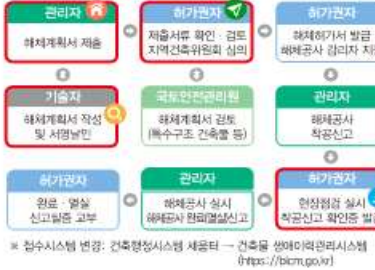 관리자
해체계획서 제출
허가권자
제출서류 확인 · 검토
지역건축위원회 심의
허가권자
해체허가서 발급
해체공사 감리자 지
기술자
해체계획서 작성
및 서명날인
국토안전관리원
해체계획서 검토
(특수구조 건축물 등)
관리자
해체공사
착공신고
허가권자
완료 · 멸실
신고필증 교부
관리자
해체공사 실시
해체공사 완료/멸실신고
허가권자
현장점검 실시
착공신고 확인증 발
※ 접수시스템 변경: 건축행정시스템 세움터 → 건축물 생애이력관리시스템
(https://blcm.go.kr)